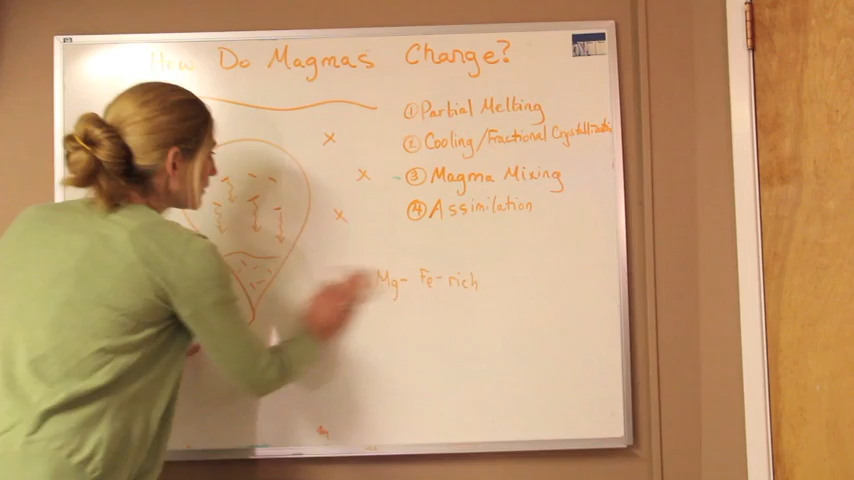 How Do Magmas Change?
① Partial Melting
② Cooling/Fractional Crystallization
③ Magma Mixing
④ Assimilation
Mg- Fe-rich